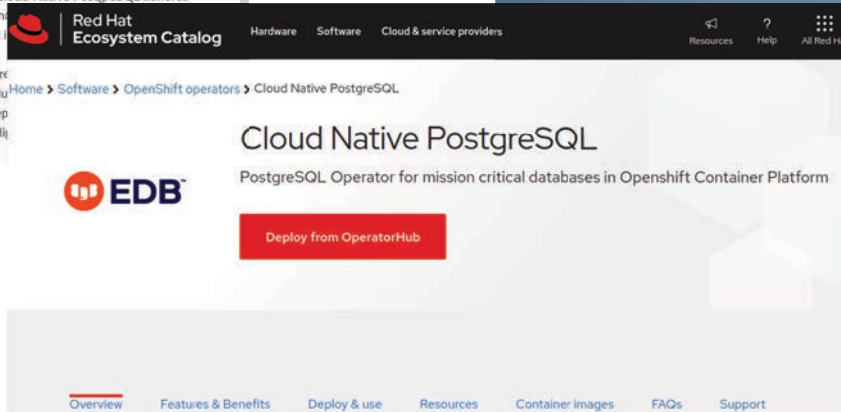 Red Hat
Ecosystem Catalog
Hardware Software Cloud & service providers
Resources Help All Red
Home > Software > OpenShift operators > Cloud Native PostgreSQL
Cloud Native PostgreSQL
EDB™
PostgreSQL Operator for mission critical databases in Openshift Container Platform
Deploy from OperatorHub
Overview Features & Benefits Deploy & use Resources Container images FAQs Support